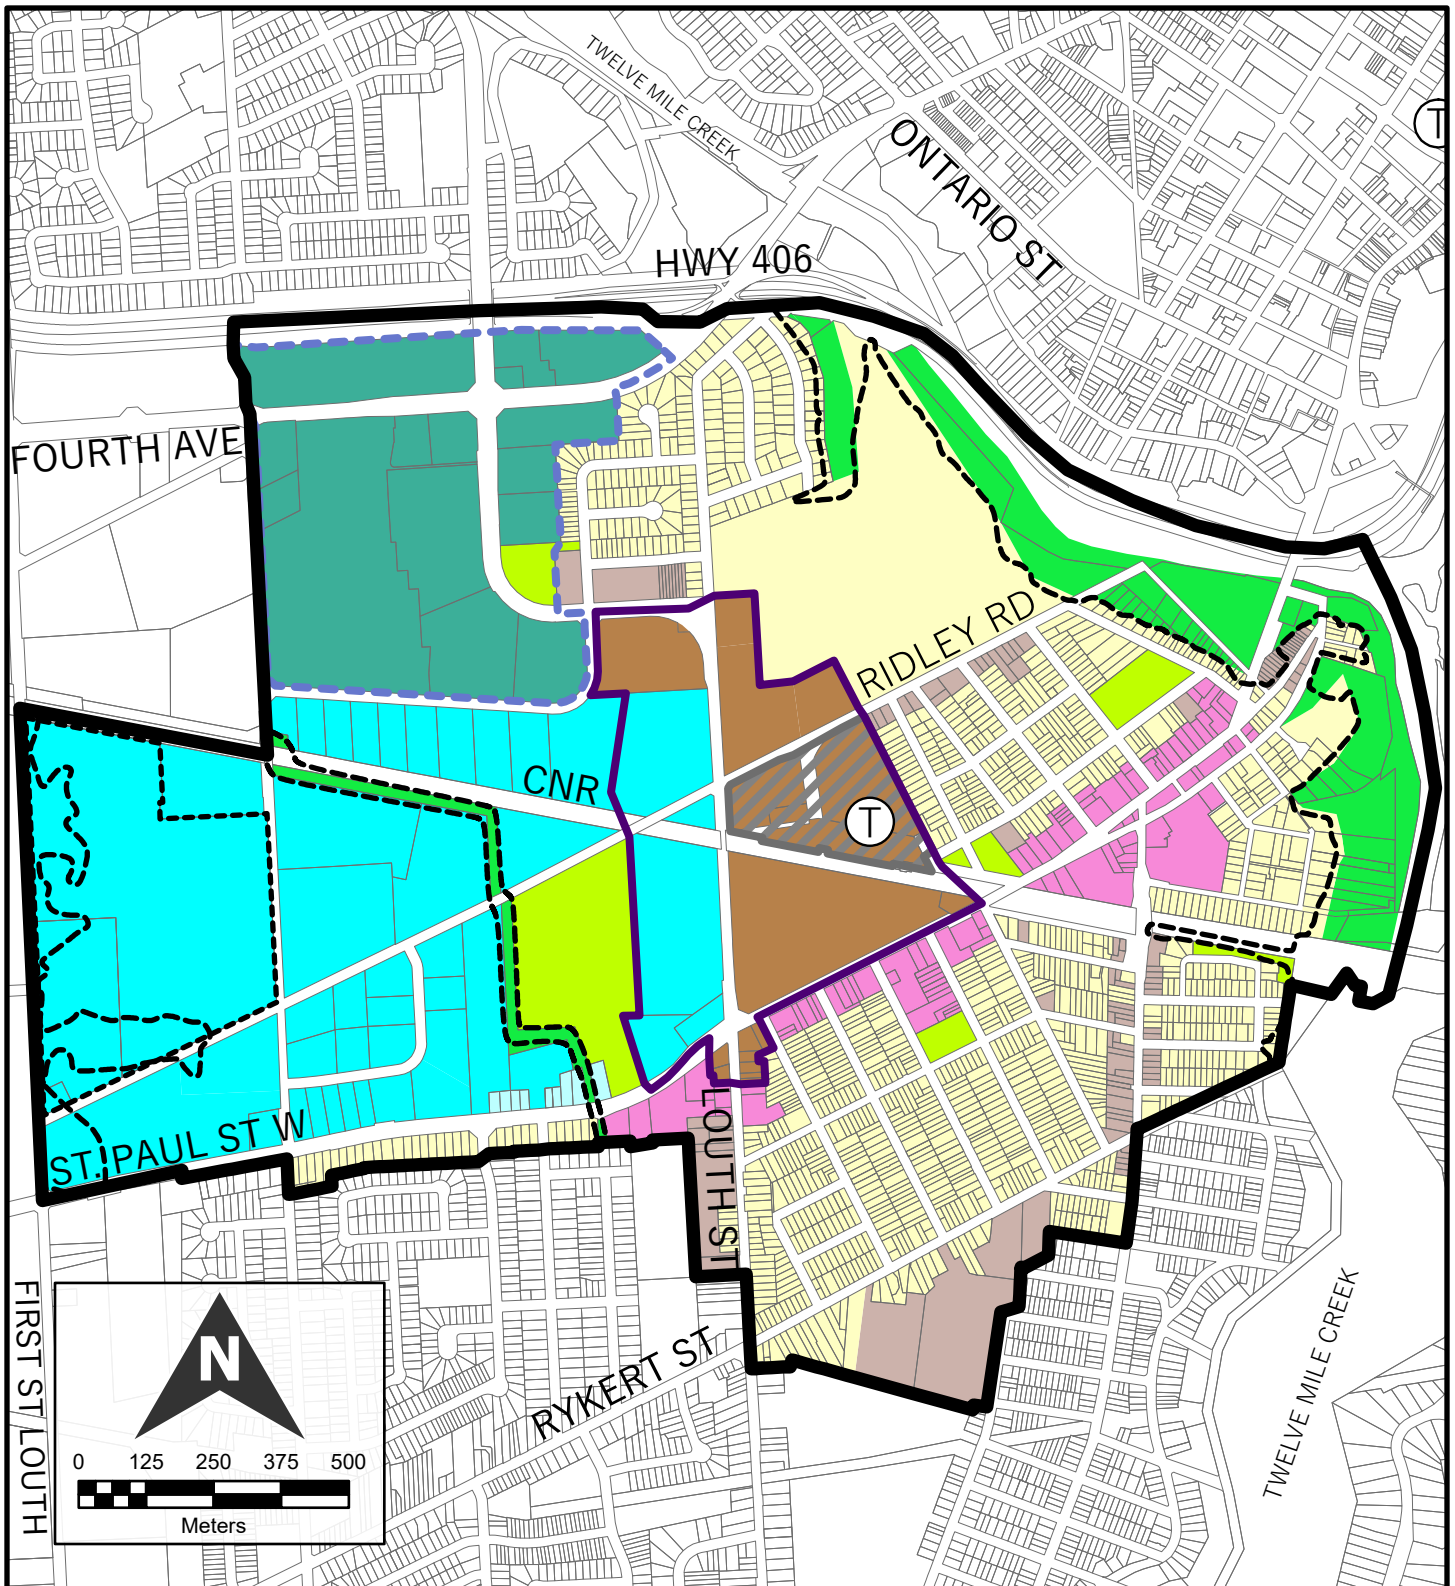 TWELVE MILE CREEK
T
ONTARIO ST
HWY 406
FOURTH AVE
RIDLEY RD
CNR
T
ST. PAUL ST W
LOUTH ST
FIRST ST LOUTH
RYKERT ST
TWELVE MILE CREEK
N
0 125 250 375 500
Meters